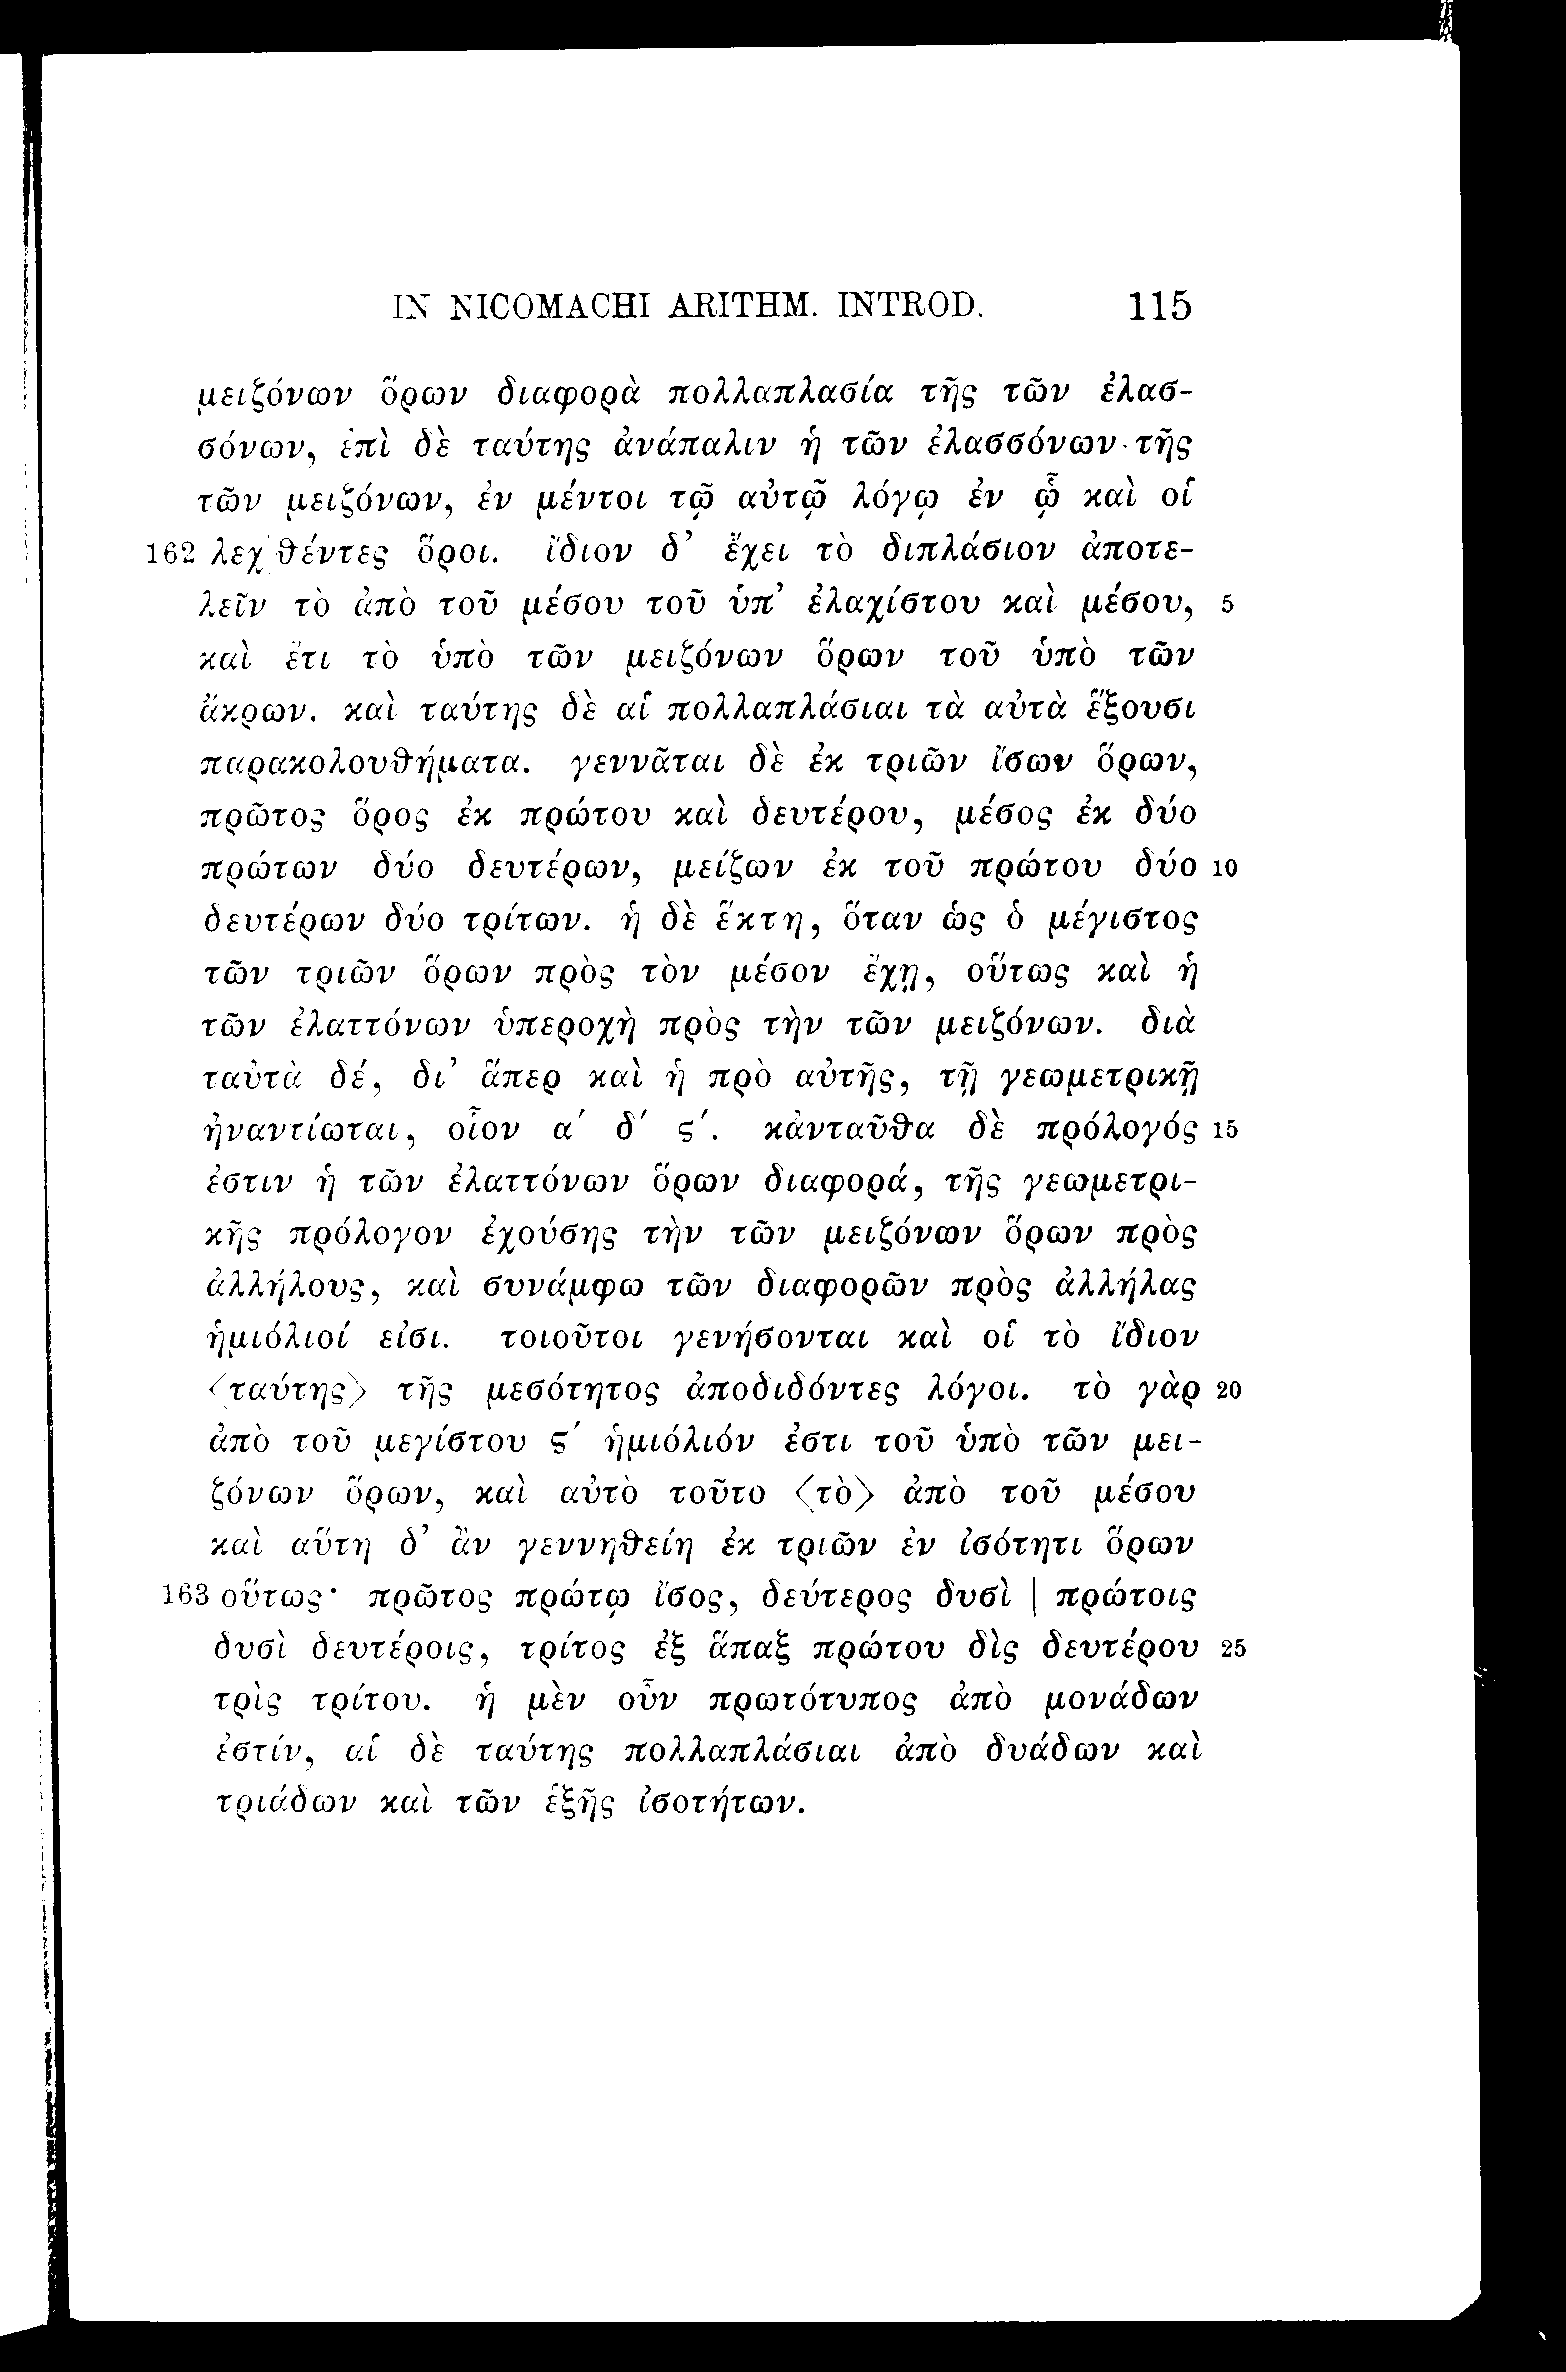 IN NICOMACHI ARITHM. INTROD. 115
μειζόνων ὅρων διαφορὰ πολλαπλασία τῆς τῶν ἐλασ-
σόνων, ἐπὶ δὲ ταύτης ἀνάπαλιν ἡ τῶν ἐλασσόνων τῆς
τῶν μειζόνων, ἐν μέντοι τῷ αὐτῷ λόγῳ ἐν ᾧ καὶ οἱ
162 λεχθέντες ὅροι. ἴδιον δ’ ἔχει τὸ διπλάσιον ἀποτε-
λεῖν τὸ ἀπὸ τοῦ μέσου τοῦ ὑπ’ ἐλαχίστου καὶ μέσου, 5
καὶ ἔτι τὸ ὑπὸ τῶν μειζόνων ὅρων τοῦ ὑπὸ τῶν
ἄκρων. καὶ ταύτης δὲ αἱ πολλαπλάσιαι τὰ αὐτὰ ἕξουσι
παρακολουθήματα. γεννᾶται δὲ ἐκ τριῶν ἴσων ὅρων,
πρῶτος ὅρος ἐκ πρώτου καὶ δευτέρου, μέσος ἐκ δύο
πρώτων δύο δευτέρων, μείζων ἐκ τοῦ πρώτου δύο 10
δευτέρων δύο τρίτων. ἡ δὲ ἕκτη, ὅταν ὡς ὁ μέγιστος
τῶν τριῶν ὅρων πρὸς τὸν μέσον ἔχῃ, οὕτως καὶ ἡ
τῶν ἐλαττόνων ὑπεροχὴ πρὸς τὴν τῶν μειζόνων. διὰ
ταὐτὰ δέ, δι’ ἅπερ καὶ ἡ πρὸ αὐτῆς, τῇ γεωμετρικῇ
ἠναντίωται, οἷον α′ δ′ ϛ′. κἀνταῦθα δὲ πρόλογός 15
ἐστιν ἡ τῶν ἐλαττόνων ὅρων διαφορά, τῆς γεωμετρι-
κῆς πρόλογον ἐχούσης τὴν τῶν μειζόνων ὅρων πρὸς
ἀλλήλους, καὶ συνάμφω τῶν διαφορῶν πρὸς ἀλλήλας
ἡμιόλιοί εἰσι. τοιοῦτοι γενήσονται καὶ οἱ τὸ ἴδιον
〈ταύτης〉 τῆς μεσότητος ἀποδιδόντες λόγοι. τὸ γὰρ 20
ἀπὸ τοῦ μεγίστου ϛ′ ἡμιόλιόν ἐστι τοῦ ὑπὸ τῶν μει-
ζόνων ὅρων, καὶ αὐτὸ τοῦτο 〈τὸ〉 ἀπὸ τοῦ μέσου
καὶ αὕτη δ’ ἂν γεννηθείη ἐκ τριῶν ἐν ἰσότητι ὅρων
163 οὕτως· πρῶτος πρώτῳ ἴσος, δεύτερος δυσὶ | πρώτοις
δυσὶ δευτέροις, τρίτος ἐξ ἅπαξ πρώτου δὶς δευτέρου 25
τρὶς τρίτου. ἡ μὲν οὖν πρωτότυπος ἀπὸ μονάδων
ἐστίν, αἱ δὲ ταύτης πολλαπλάσιαι ἀπὸ δυάδων καὶ
τριάδων καὶ τῶν ἑξῆς ἰσοτήτων.